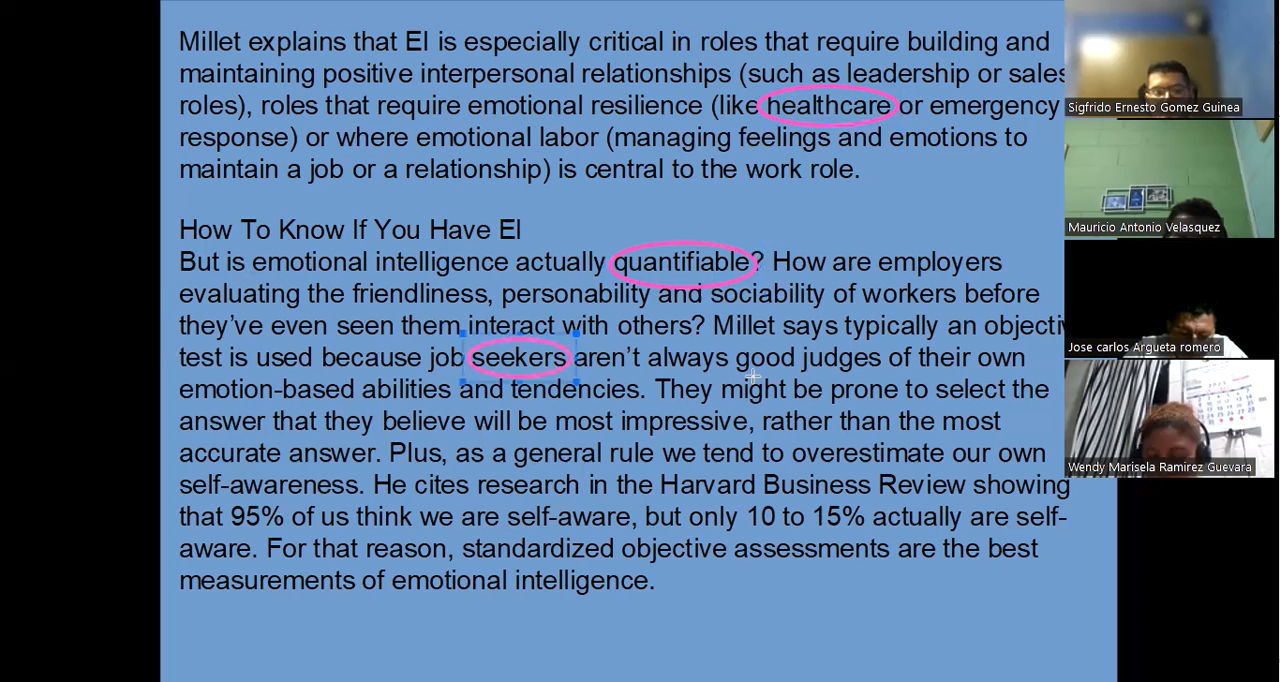 Millet explains that EI is especially critical in roles that require building and
maintaining positive interpersonal relationships (such as leadership or sales
roles), roles that require emotional resilience (like healthcare or emergency
response) or where emotional labor (managing feelings and emotions to
maintain a job or a relationship) is central to the work role.
How To Know If You Have EI
But is emotional intelligence actually quantifiable? How are employers
evaluating the friendliness, personability and sociability of workers before
they’ve even seen them interact with others? Millet says typically an objectiv
test is used because job seekers aren’t always good judges of their own
emotion-based abilities and tendencies. They might be prone to select the
answer that they believe will be most impressive, rather than the most
accurate answer. Plus, as a general rule we tend to overestimate our own
self-awareness. He cites research in the Harvard Business Review showing
that 95% of us think we are self-aware, but only 10 to 15% actually are self-
aware. For that reason, standardized objective assessments are the best
measurements of emotional intelligence.
Sigfrido Ernesto Gomez Guinea
Mauricio Antonio Velasquez
Jose carlos Argueta romero
Wendy Marisela Ramirez Guevara